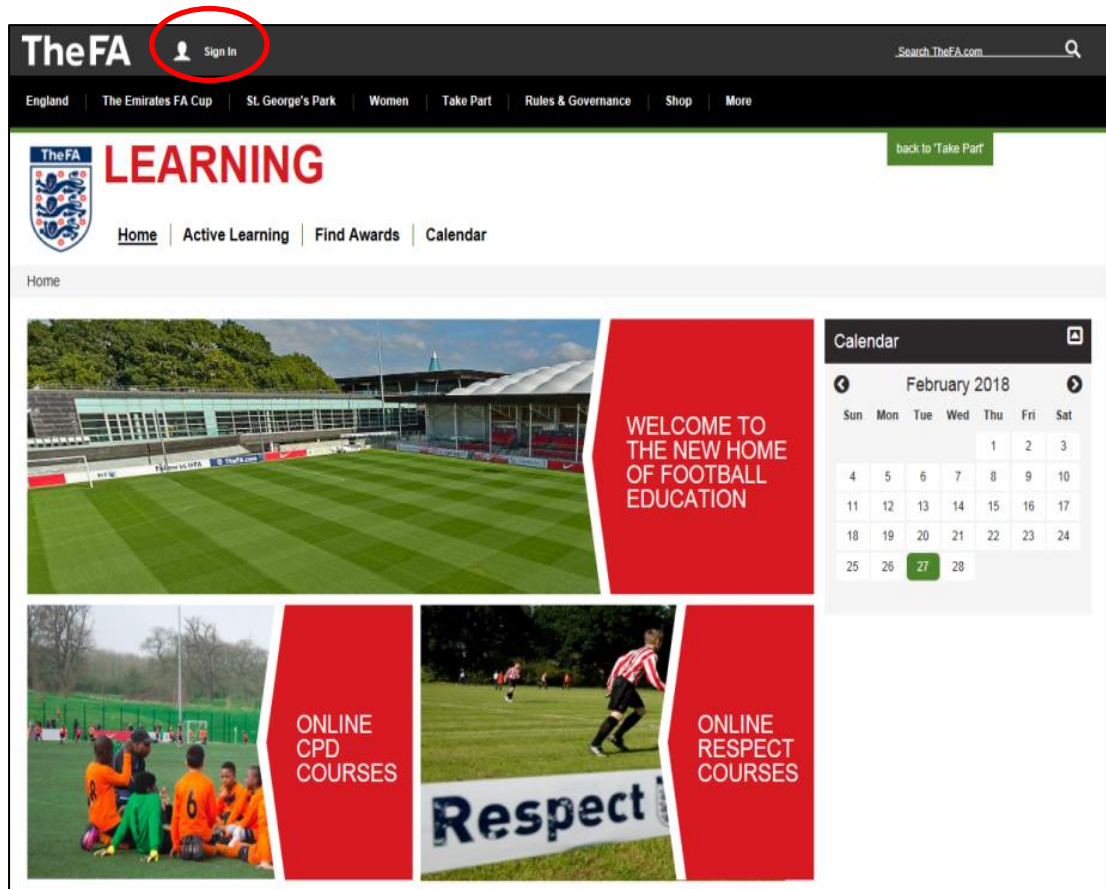 TheFA
Sign In
Search TheFA.com
England The Emirates FA Cup St. George's Park Women Take Part Rules & Governance Shop More
back to 'Take Part'
TheFA
LEARNING
Home Active Learning Find Awards Calendar
Home
WELCOME TO
THE NEW HOME
OF FOOTBALL
EDUCATION
Calendar
February 2018
Sun Mon Tue Wed Thu Fri Sat
1 2 3
4 5 6 7 8 9 10
11 12 13 14 15 16 17
18 19 20 21 22 23 24
25 26 27 28
8
6
ONLINE
CPD
COURSES
Respect
ONLINE
RESPECT
COURSES